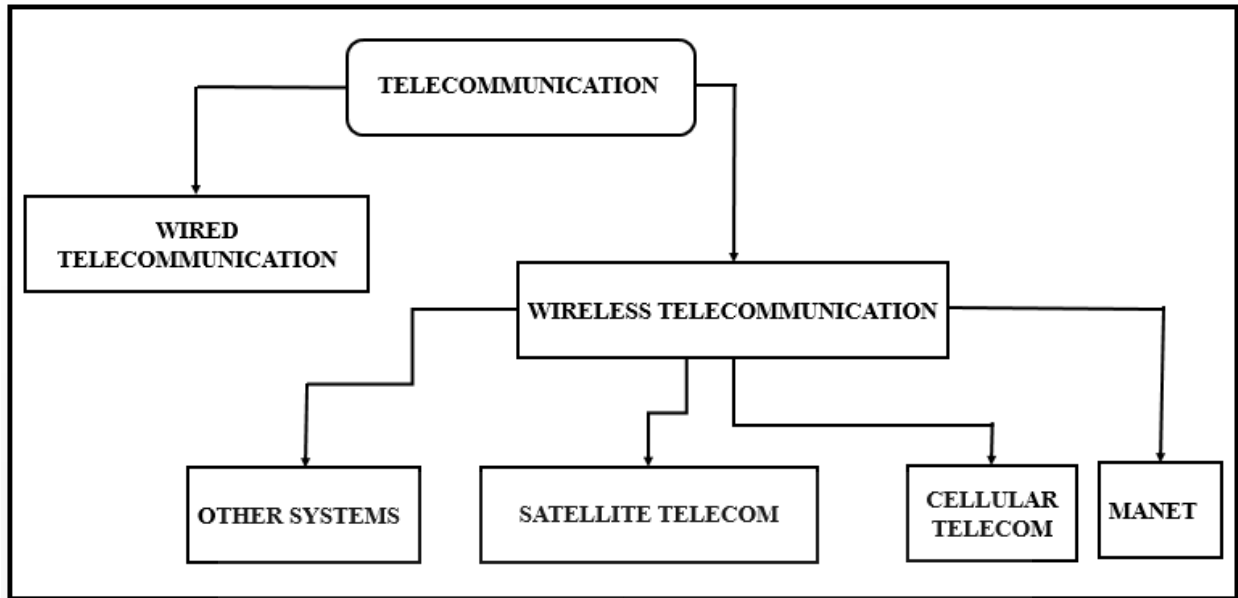 TELECOMMUNICATION
WIRED
TELECOMMUNICATION
WIRELESS TELECOMMUNICATION
OTHER SYSTEMS
SATELLITE TELECOM
CELLULAR
TELECOM
MANET